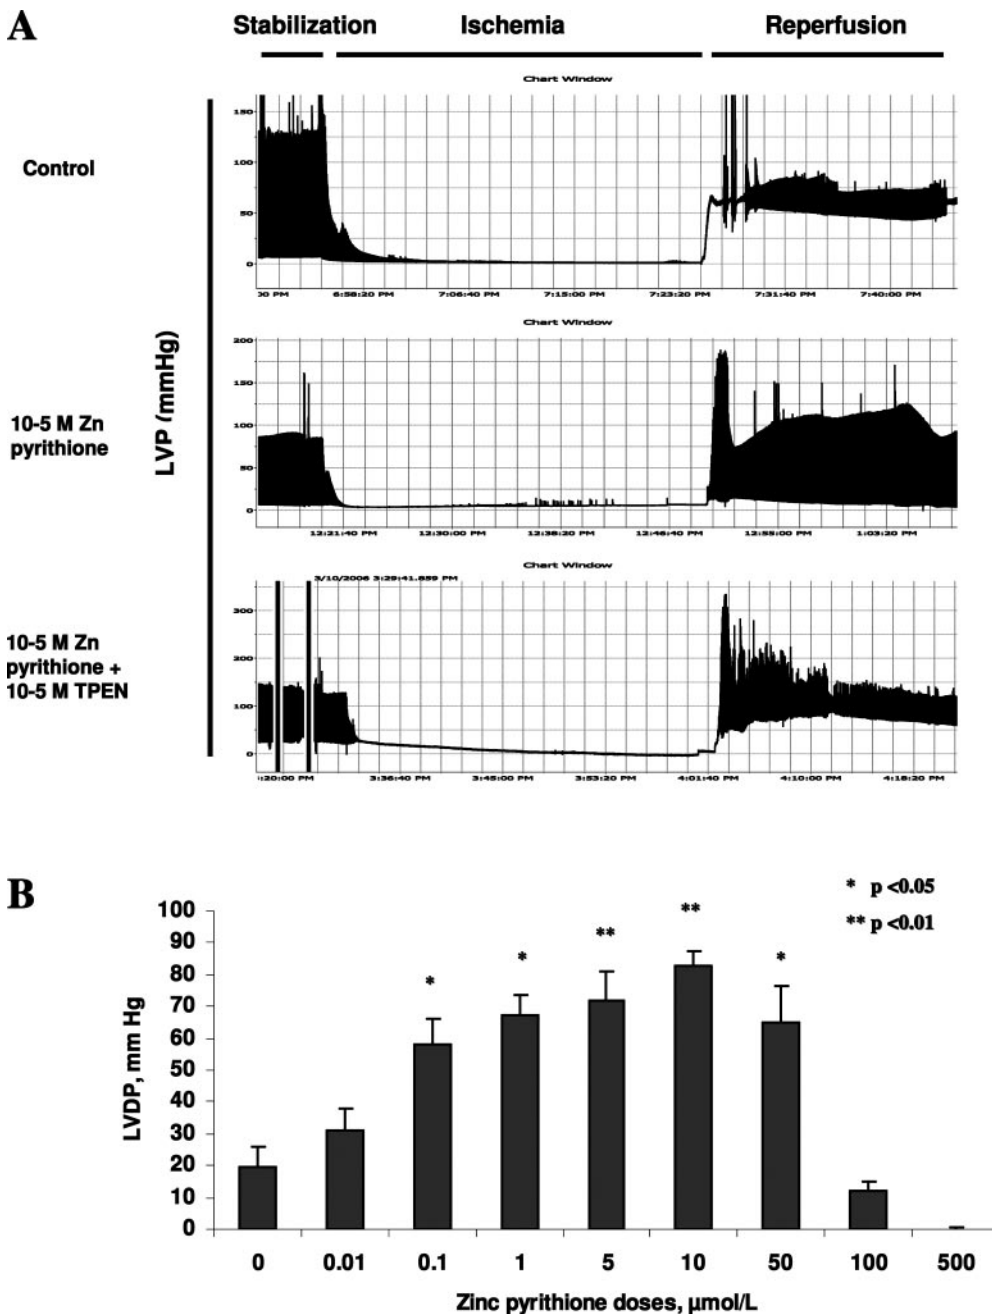 A
Stabilization Ischemia Reperfusion
Chart Window
Control
150
100
50
0
00 PM 6:58:20 PM 7:06:40 PM 7:15:00 PM 7:23:20 PM 7:31:40 PM 7:40:00 PM
LVP (mmHg)
Chart Window
10-5 M Zn
pyrithione
200
150
100
50
0
12:21:40 PM 12:30:00 PM 12:38:20 PM 12:46:40 PM 12:55:00 PM 1:03:20 PM
Chart Window
3/10/2006 3:29:41.859 PM
10-5 M Zn
pyrithione +
10-5 M TPEN
300
200
150
100
50
0
:20:00 PM 3:36:40 PM 3:45:00 PM 3:53:20 PM 4:01:40 PM 4:10:00 PM 4:18:20 PM
B
* p <0.05
** p <0.01
LVDP, mm Hg
100
90
80
70
60
50
40
30
20
10
0
* * ** ** *
0 0.01 0.1 1 5 10 50 100 500
Zinc pyrithione doses, µmol/L